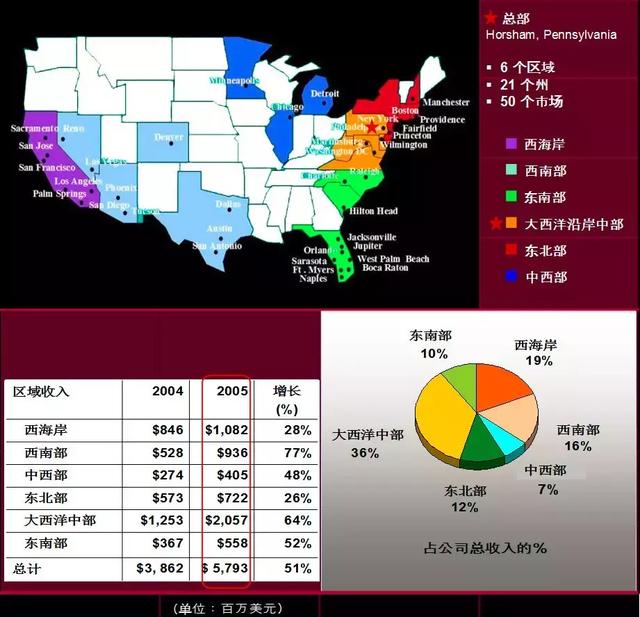 总部
Horsham, Pennsylvania
6 个区域
21 个州
50 个市场
西海岸
西南部
东南部
大西洋沿岸中部
东北部
中西部
Minneapolis
Detroit
Chicago
Manchester
Boston
Providence
New York
Fairfield
Philadelp
Princeton
Wilmington
Washington DC
Sacramento
Reno
San Jose
San Francisco
Las Vegas
Los Angeles
Palm Springs
San Diego
Phoenix
Tucson
Denver
Dallas
Austin
San Antonio
Charlotte
Raleigh
Hilton Head
Jacksonville
Jupiter
Orlando
West Palm Beach
Sarasota
Boca Raton
Ft. Myers
Naples
区域收入 2004 2005 增长
(%)
西海岸 $846 $1,082 28%
西南部 $528 $936 77%
中西部 $274 $405 48%
东北部 $573 $722 26%
大西洋中部 $1,253 $2,057 64%
东南部 $367 $558 52%
总计 $3, 862 $ 5,793 51%
(单位：百万美元)
东南部
10%
西海岸
19%
大西洋中部
36%
西南部
16%
中西部
7%
东北部
12%
占公司总收入的%